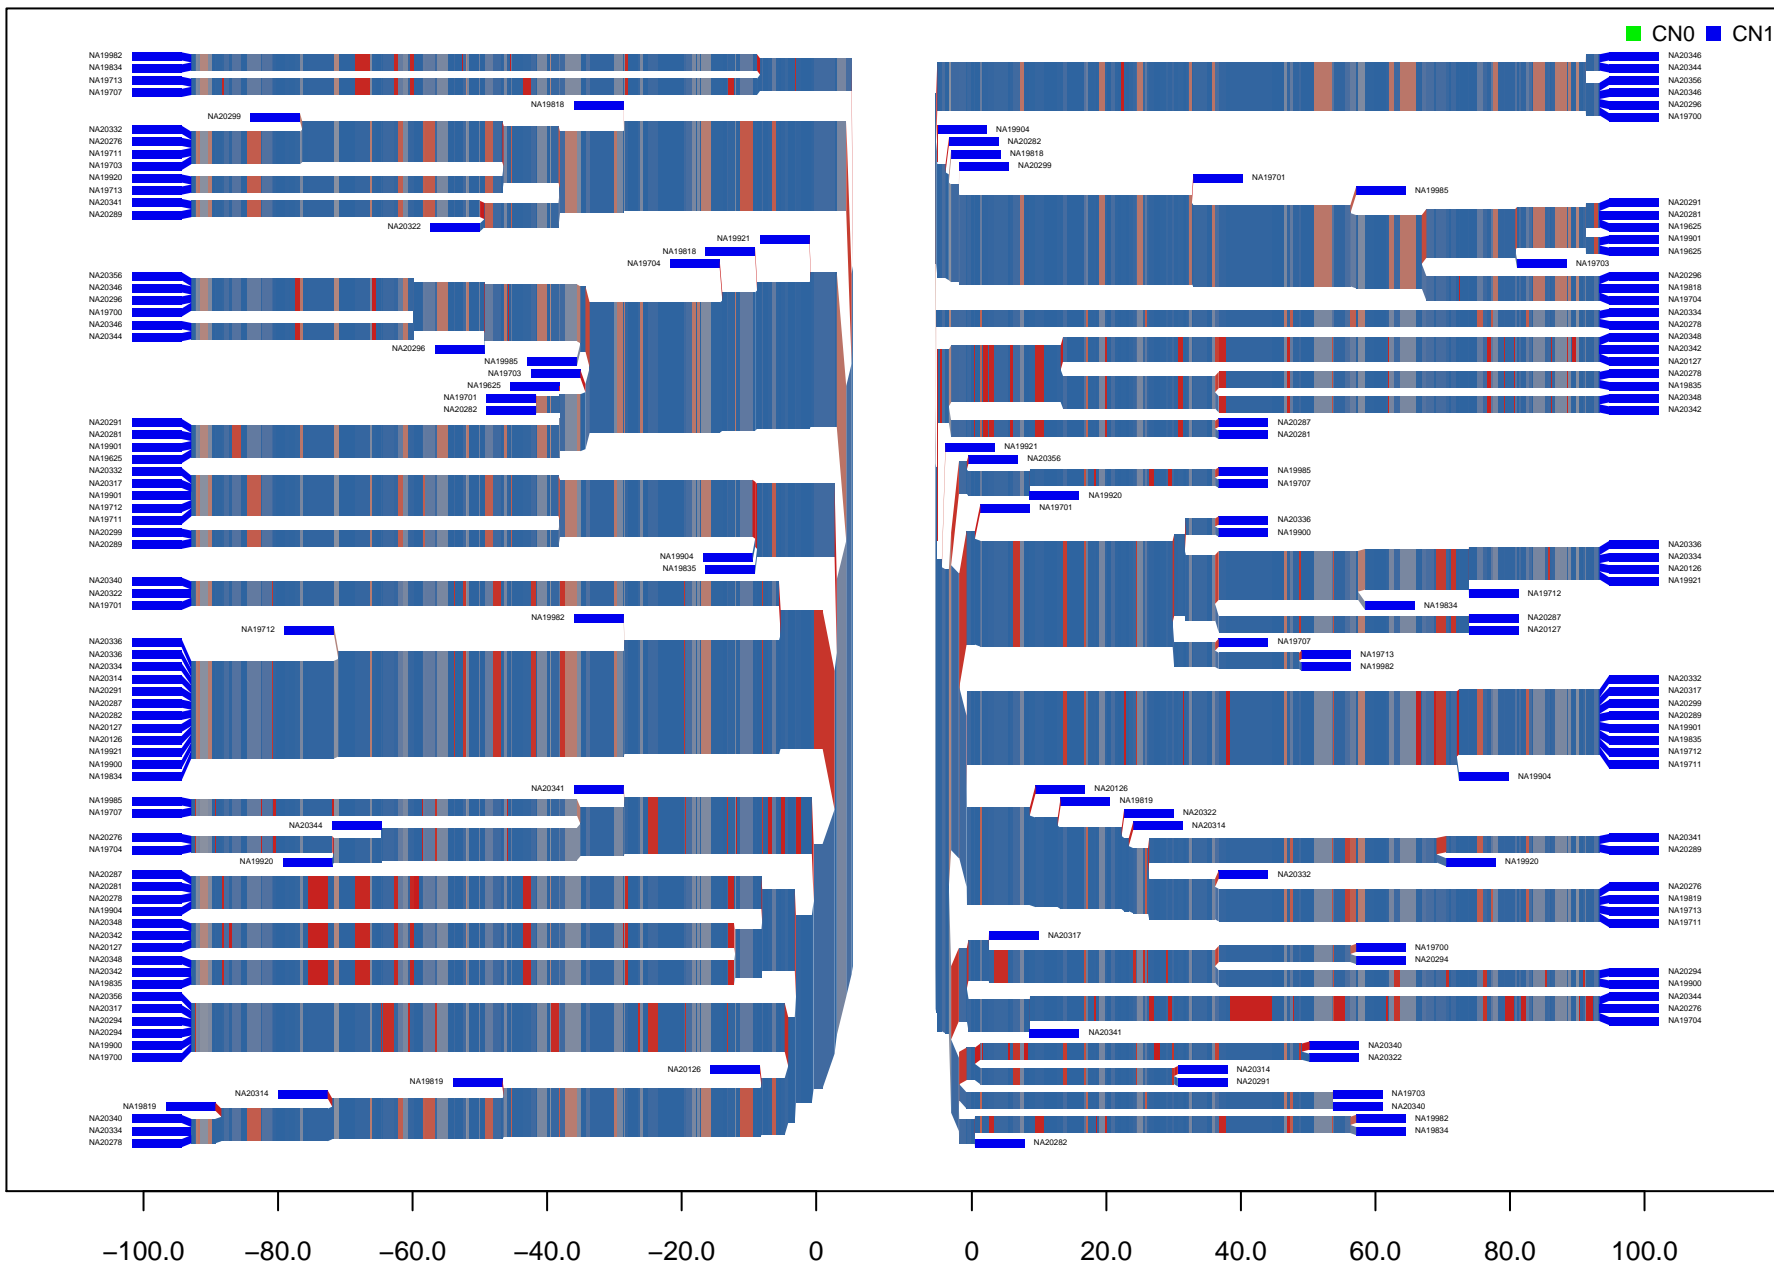 CN0 CN1
NA19982
NA19834
NA19713
NA19707
NA19818
NA20299
NA20332
NA20276
NA19711
NA19703
NA19920
NA19713
NA20341
NA20289
NA20322
NA19921
NA19818
NA19704
NA20356
NA20346
NA20296
NA19700
NA20346
NA20344
NA20296
NA19985
NA19703
NA19625
NA19701
NA20282
NA20291
NA20281
NA19901
NA19625
NA20332
NA20317
NA19901
NA19712
NA19711
NA20299
NA20289
NA19904
NA19835
NA20340
NA20322
NA19701
NA19982
NA19712
NA20336
NA20336
NA20334
NA20314
NA20291
NA20287
NA20282
NA20127
NA20126
NA19921
NA19900
NA19834
NA20341
NA19985
NA19707
NA20344
NA20276
NA19704
NA19920
NA20287
NA20281
NA20278
NA19904
NA20348
NA20342
NA20127
NA20348
NA20342
NA19835
NA20356
NA20317
NA20294
NA20294
NA19900
NA19700
NA20126
NA19819
NA20314
NA19819
NA20340
NA20334
NA20278
NA20346
NA20344
NA20356
NA20346
NA20296
NA19700
NA19904
NA20282
NA19818
NA20299
NA19701
NA19985
NA20291
NA20281
NA19625
NA19901
NA19625
NA19703
NA20296
NA19818
NA19704
NA20334
NA20278
NA20348
NA20342
NA20127
NA20278
NA19835
NA20348
NA20342
NA20287
NA20281
NA19921
NA20356
NA19985
NA19707
NA19920
NA19701
NA20336
NA19900
NA20336
NA20334
NA20126
NA19921
NA19712
NA19834
NA20287
NA20127
NA19707
NA19713
NA19982
NA20332
NA20317
NA20299
NA20289
NA19901
NA19835
NA19712
NA19711
NA19904
NA20126
NA19819
NA20322
NA20314
NA20341
NA20289
NA19920
NA20332
NA20276
NA19819
NA19713
NA19711
NA20317
NA19700
NA20294
NA20294
NA19900
NA20344
NA20276
NA19704
NA20341
NA20340
NA20322
NA20314
NA20291
NA19703
NA20340
NA19982
NA19834
NA20282
−100.0 −80.0 −60.0 −40.0 −20.0 0 0 20.0 40.0 60.0 80.0 100.0